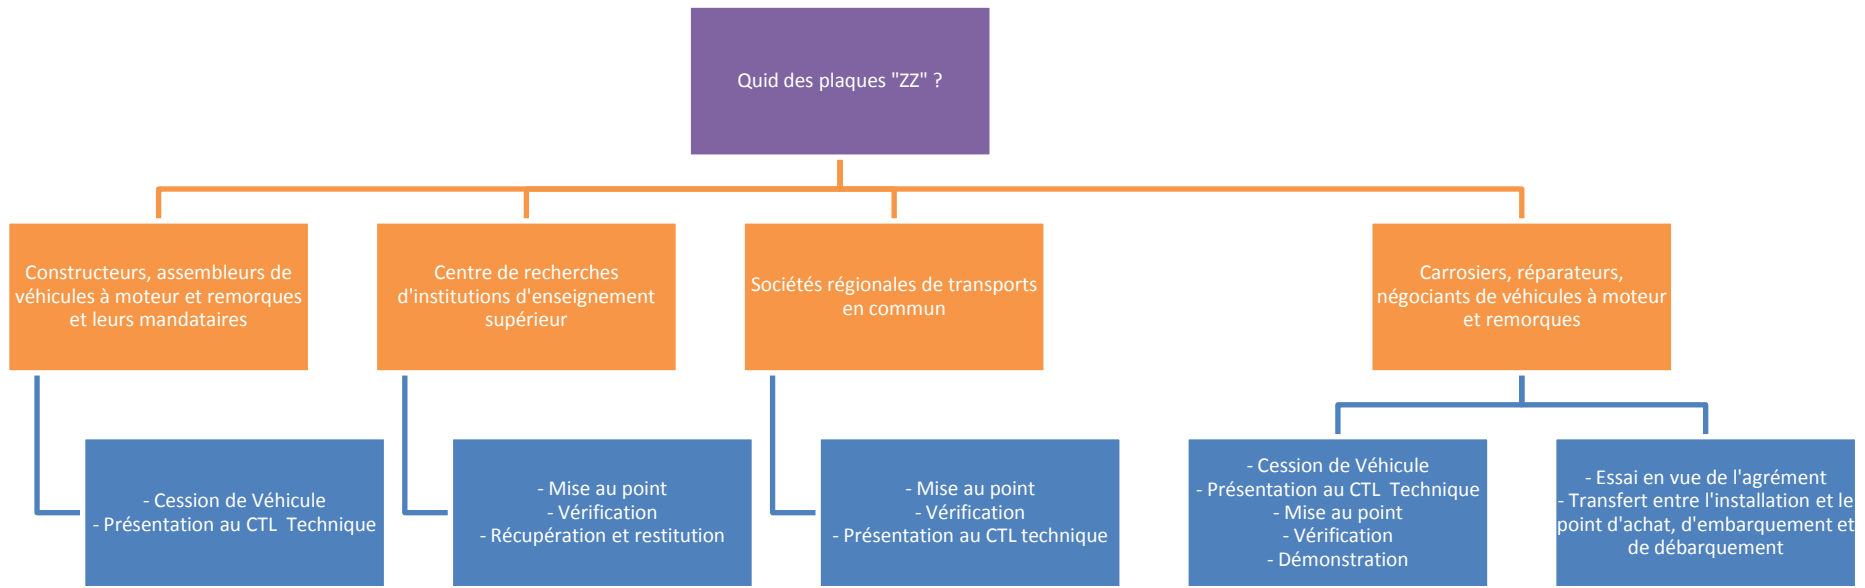 Quid des plaques "ZZ" ?
Constructeurs, assembleurs de
véhicules à moteur et remorques
et leurs mandataires
Centre de recherches
d'institutions d'enseignement
supérieur
Sociétés régionales de transports
en commun
Carrosiers, réparateurs,
négociants de véhicules à moteur
et remorques
- Cession de Véhicule
- Présentation au CTL  Technique
- Mise au point
- Vérification
- Récupération et restitution
- Mise au point
- Vérification
- Présentation au CTL technique
- Cession de Véhicule
- Présentation au CTL  Technique
- Mise au point
- Vérification
- Démonstration
- Essai en vue de l'agrément
- Transfert entre l'installation et le
point d'achat, d'embarquement et
de débarquement